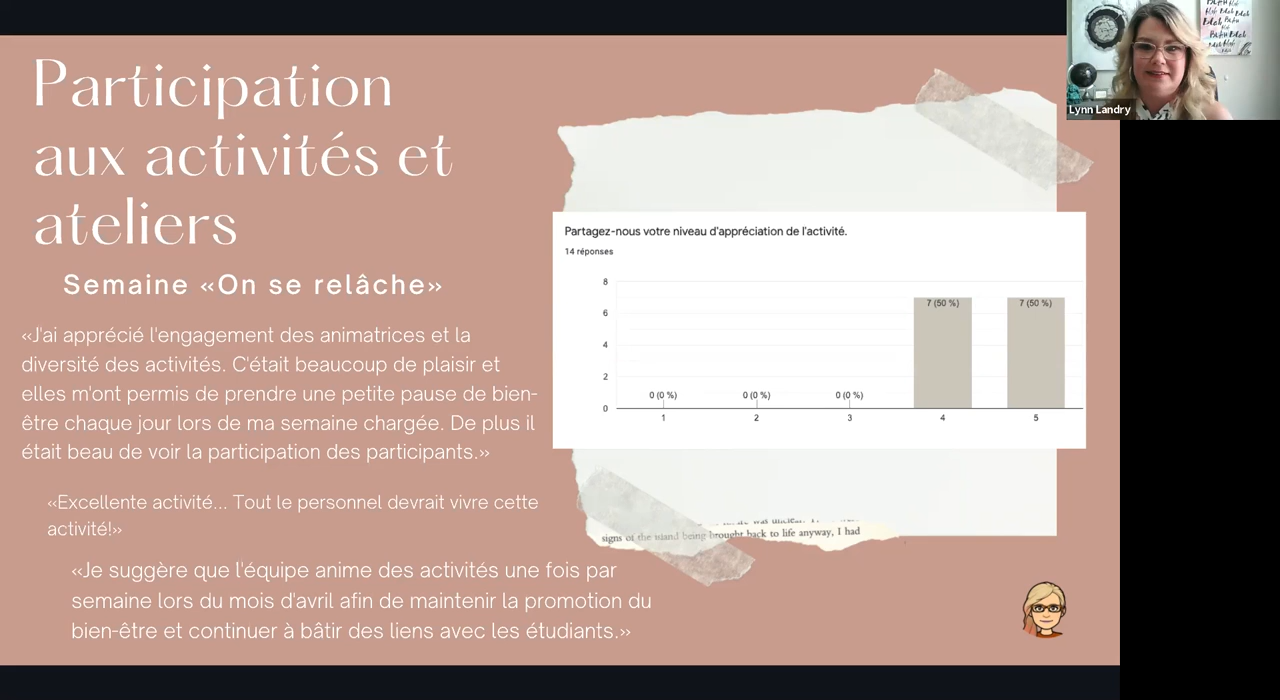 Participation
aux activités et
ateliers
Semaine «On se relâche»
«J'ai apprécié l'engagement des animatrices et la
diversité des activités. C'était beaucoup de plaisir et
elles m'ont permis de prendre une petite pause de bien-
être chaque jour lors de ma semaine chargée. De plus il
était beau de voir la participation des participants.»
«Excellente activité... Tout le personnel devrait vivre cette
activité!»
«Je suggère que l'équipe anime des activités une fois par
semaine lors du mois d'avril afin de maintenir la promotion du
bien-être et continuer à bâtir des liens avec les étudiants.»
Partagez-nous votre niveau d'appréciation de l'activité.
14 réponses
8
6
4
2
0
0 (0 %)
0 (0 %)
0 (0 %)
7 (50 %)
7 (50 %)
1
2
3
4
5
was unclear.
signs of the island being brought back to life anyway, I had
Lynn Landry